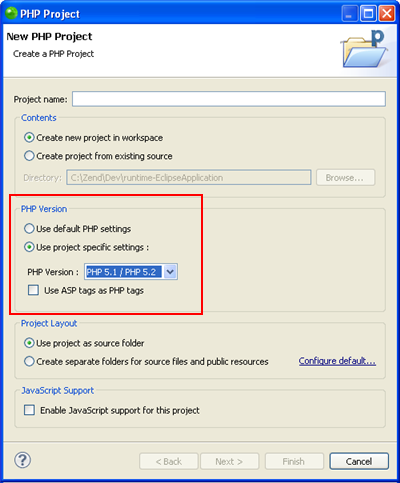 PHP Project
New PHP Project
Create a PHP Project
Project name:
Contents
Create new project in workspace
Create project from existing source
Directory: C:\Zend\Dev\runtime-EclipseApplication Browse...
PHP Version
Use default PHP settings
Use project specific settings :
PHP Version : PHP 5.1 / PHP 5.2
Use ASP tags as PHP tags
Project Layout
Use project as source folder
Create separate folders for source files and public resources Configure default...
JavaScript Support
Enable JavaScript support for this project
? < Back Next > Finish Cancel